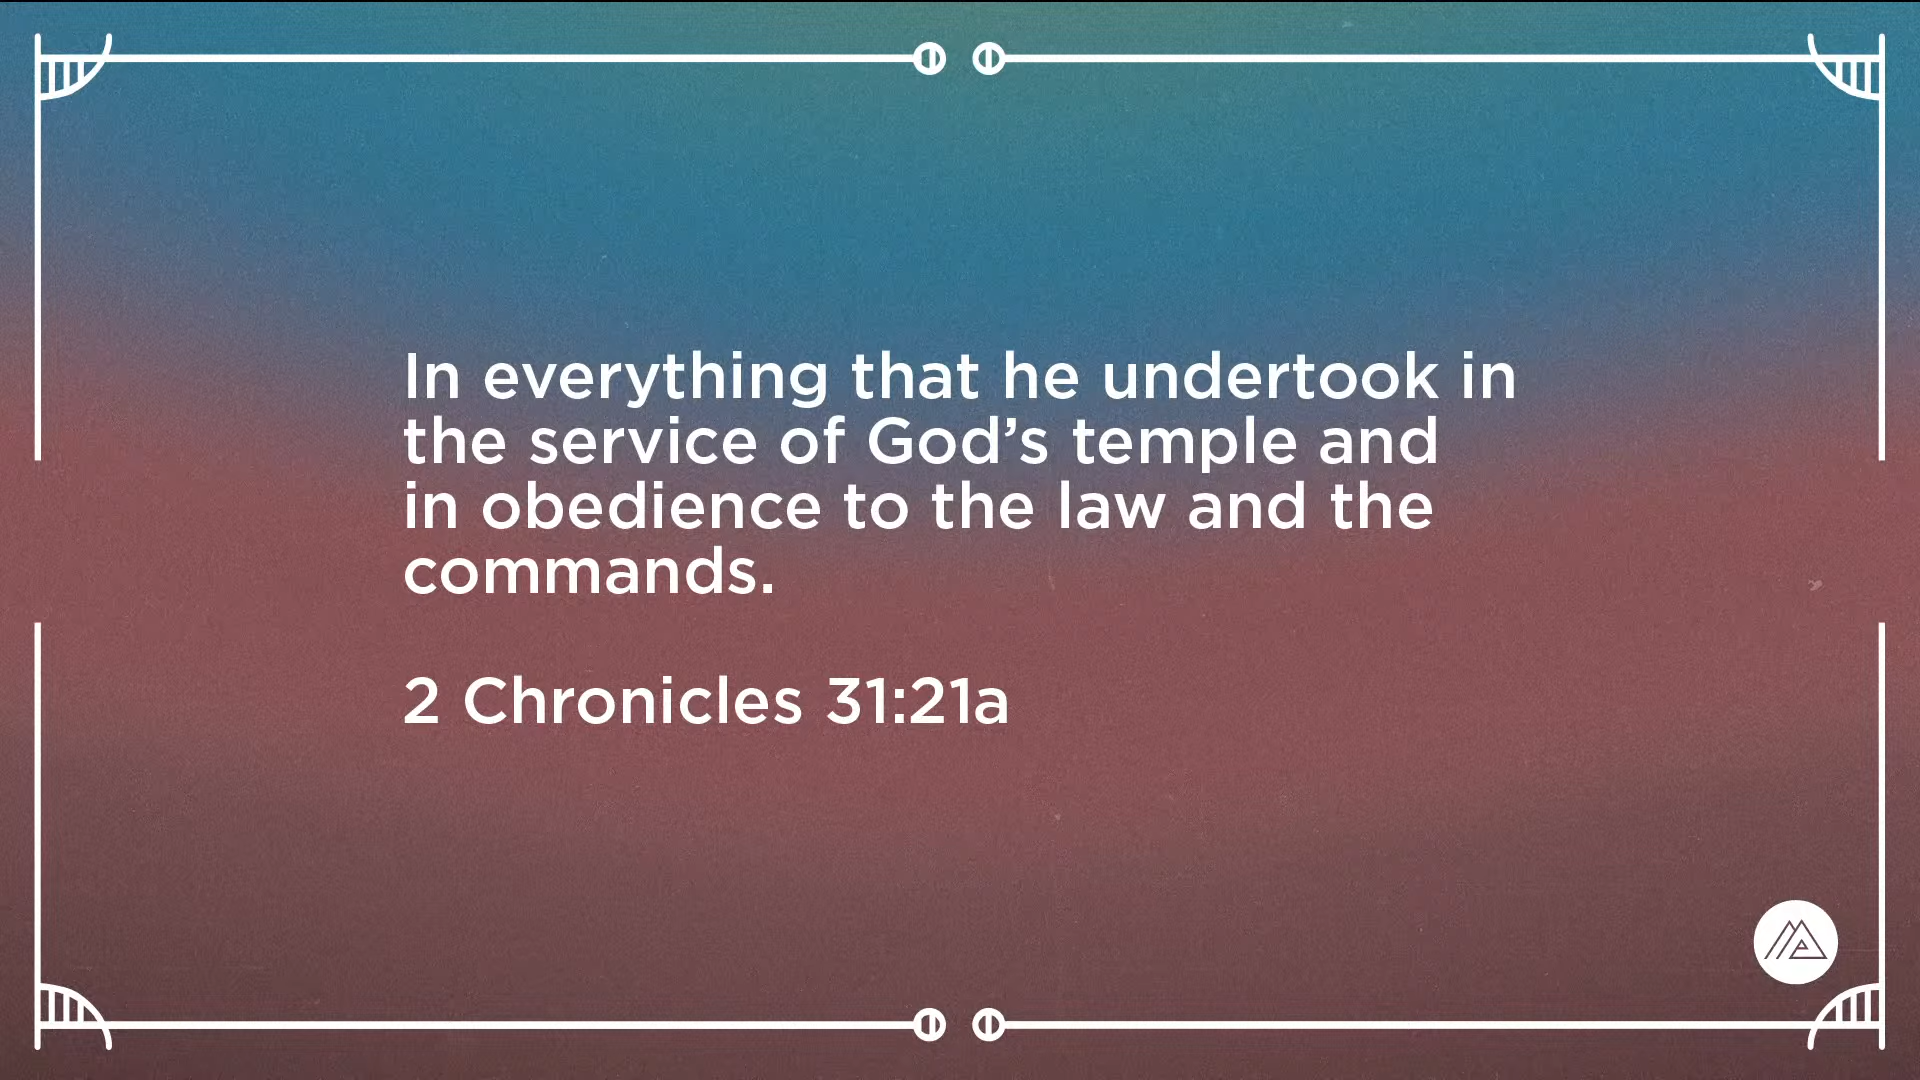 In everything that he undertook in
the service of God’s temple and
in obedience to the law and the
commands.
2 Chronicles 31:21a